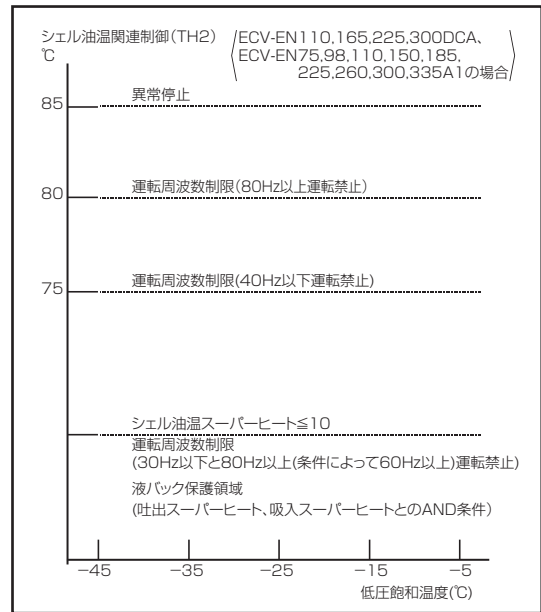 シェル油温関連制御(TH2)
ECV-EN110,165,225,300DCA、
ECV-EN75,98,110,150,185,
225,260,300,335A1の場合
℃
異常停止
85
運転周波数制限(80Hz以上運転禁止)
80
運転周波数制限(40Hz以下運転禁止)
75
シェル油温スーパーヒート≦10
運転周波数制限
(30Hz以下と80Hz以上(条件によって60Hz以上)運転禁止)
液バック保護領域
(吐出スーパーヒート、吸入スーパーヒートとのAND条件)
-45 -35 -25 -15 -5
低圧飽和温度(℃)